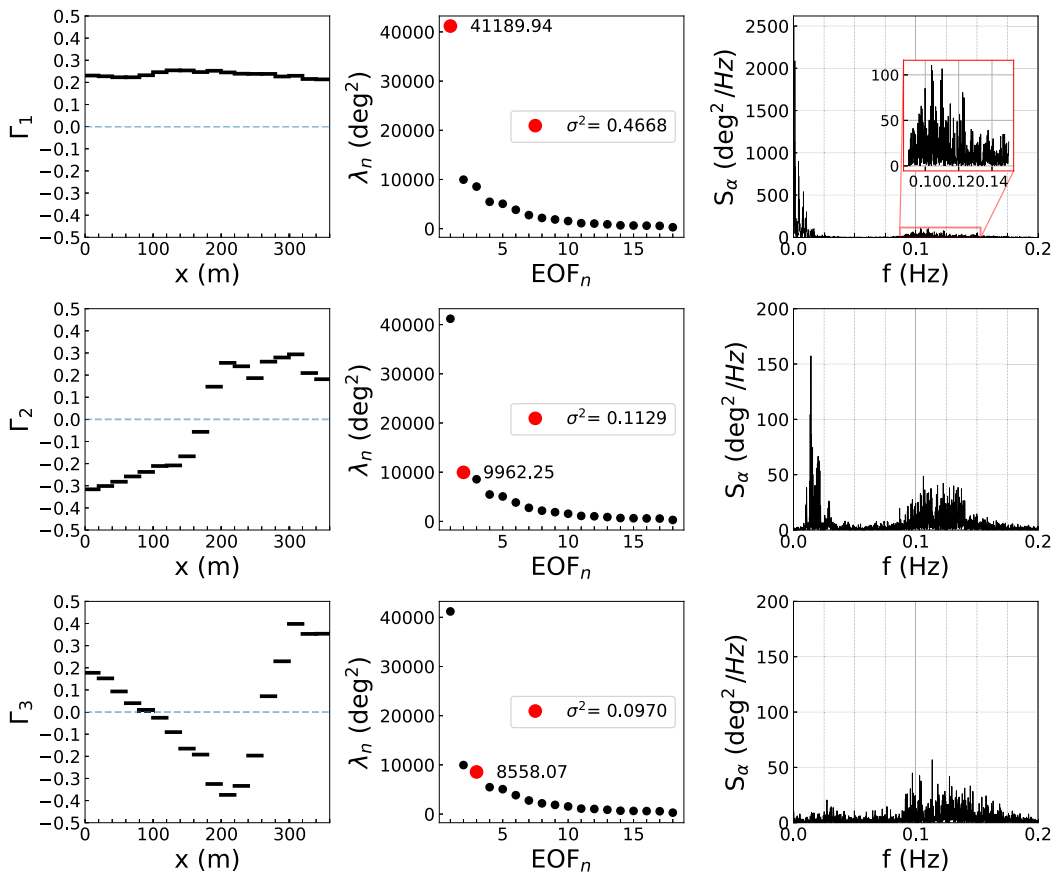 0.5
0.4
0.3
0.2
0.1
0.0
−0.1
−0.2
−0.3
−0.4
−0.5
Γ₁
0 100 200 300
x (m)
40000
30000
20000
10000
0
λₙ (deg²)
41189.94
σ²= 0.4668
5 10 15
EOFₙ
2500
2000
1500
1000
500
0
S_α (deg²/Hz)
100
50
0
0.100 0.12 0.14
0.0 0.1 0.2
f (Hz)
0.5
0.4
0.3
0.2
0.1
0.0
−0.1
−0.2
−0.3
−0.4
−0.5
Γ₂
0 100 200 300
x (m)
40000
30000
20000
10000
0
λₙ (deg²)
9962.25
σ²= 0.1129
5 10 15
EOFₙ
200
150
100
50
0
S_α (deg²/Hz)
0.0 0.1 0.2
f (Hz)
0.5
0.4
0.3
0.2
0.1
0.0
−0.1
−0.2
−0.3
−0.4
−0.5
Γ₃
0 100 200 300
x (m)
40000
30000
20000
10000
0
λₙ (deg²)
8558.07
σ²= 0.0970
5 10 15
EOFₙ
200
150
100
50
0
S_α (deg²/Hz)
0.0 0.1 0.2
f (Hz)